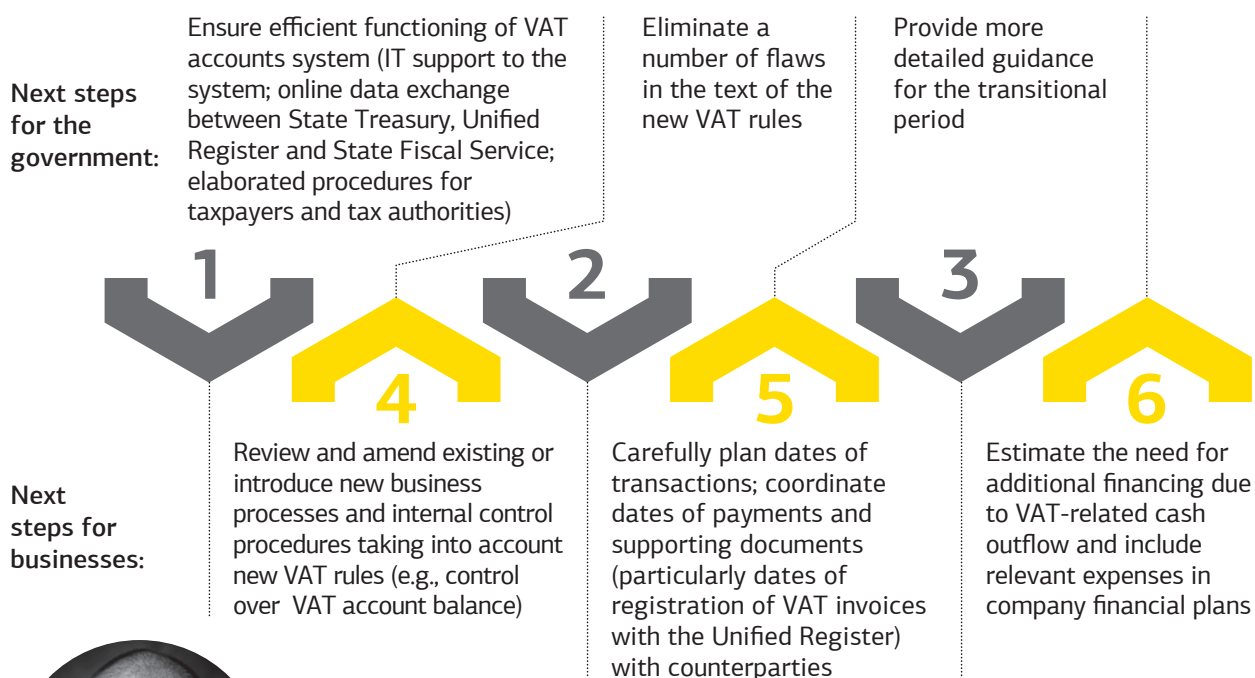 Next steps
for the
government:
Ensure efficient functioning of VAT
accounts system (IT support to the
system; online data exchange
between State Treasury, Unified
Register and State Fiscal Service;
elaborated procedures for
taxpayers and tax authorities)
Eliminate a
number of flaws
in the text of the
new VAT rules
Provide more
detailed guidance
for the transitional
period
1
2
3
4
5
6
Next
steps for
businesses:
Review and amend existing or
introduce new business
processes and internal control
procedures taking into account
new VAT rules (e.g., control
over VAT account balance)
Carefully plan dates of
transactions; coordinate
dates of payments and
supporting documents
(particularly dates of
registration of VAT invoices
with the Unified Register)
with counterparties
Estimate the need for
additional financing due
to VAT-related cash
outflow and include
relevant expenses in
company financial plans